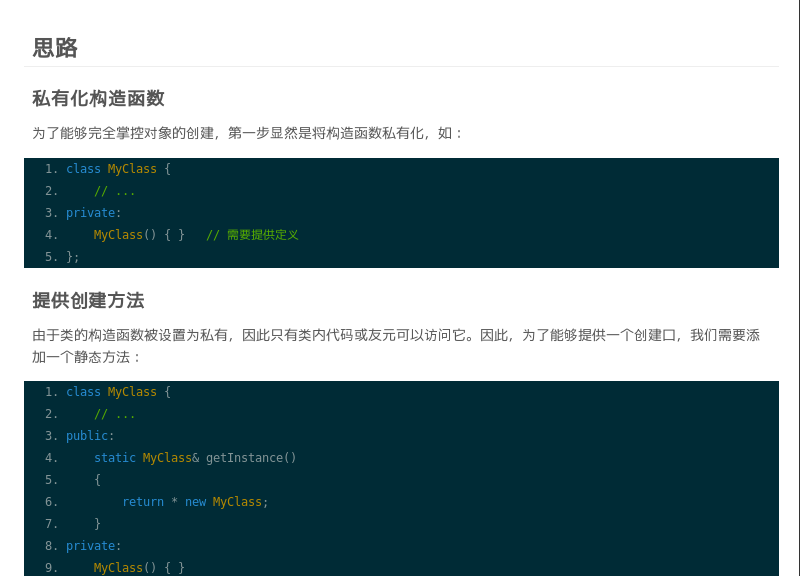 思路
私有化构造函数
为了能够完全掌控对象的创建，第一步显然是将构造函数私有化，如：
1. class MyClass {
2.     // ...
3. private:
4.     MyClass() { }   // 需要提供定义
5. };
提供创建方法
由于类的构造函数被设置为私有，因此只有类内代码或友元可以访问它。因此，为了能够提供一个创建口，我们需要添
加一个静态方法：
1. class MyClass {
2.     // ...
3. public:
4.     static MyClass& getInstance()
5.     {
6.         return * new MyClass;
7.     }
8. private:
9.     MyClass() { }